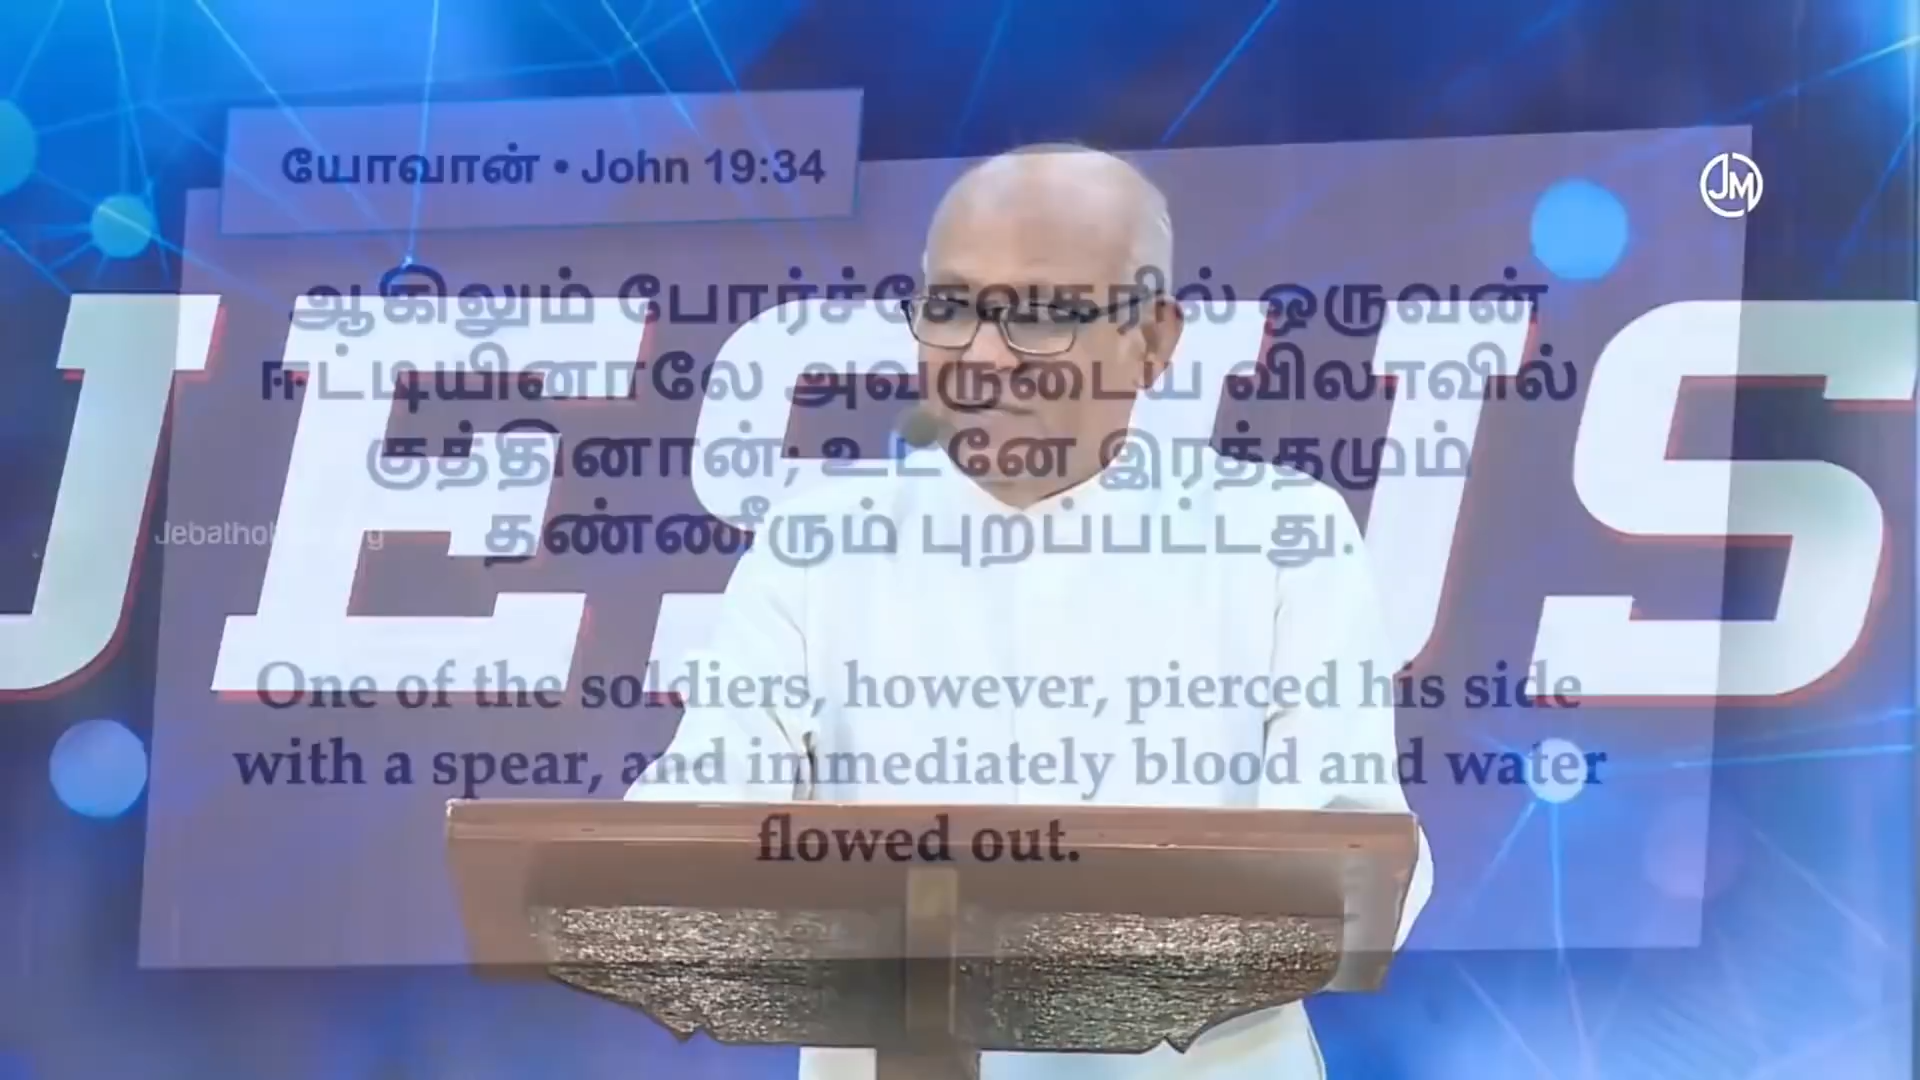 யோவான் • John 19:34
JM
ஆகிலும் போர்ச்சேவகரில் ஒருவன்
ஈட்டியினாலே அவருடைய விலாவில்
குத்தினான்; உடனே இரத்தமும்
தண்ணீரும் புறப்பட்டது.
JESUS
One of the soldiers, however, pierced his side
with a spear, and immediately blood and water
flowed out.